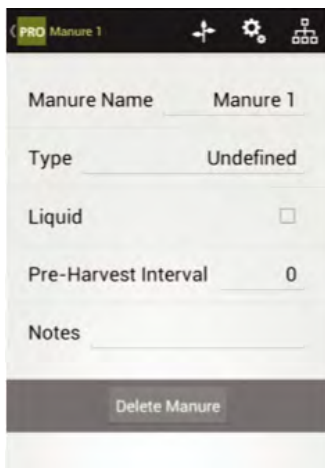 PRO Manure 1
Manure Name Manure 1
Type Undefined
Liquid
Pre-Harvest Interval 0
Notes
Delete Manure